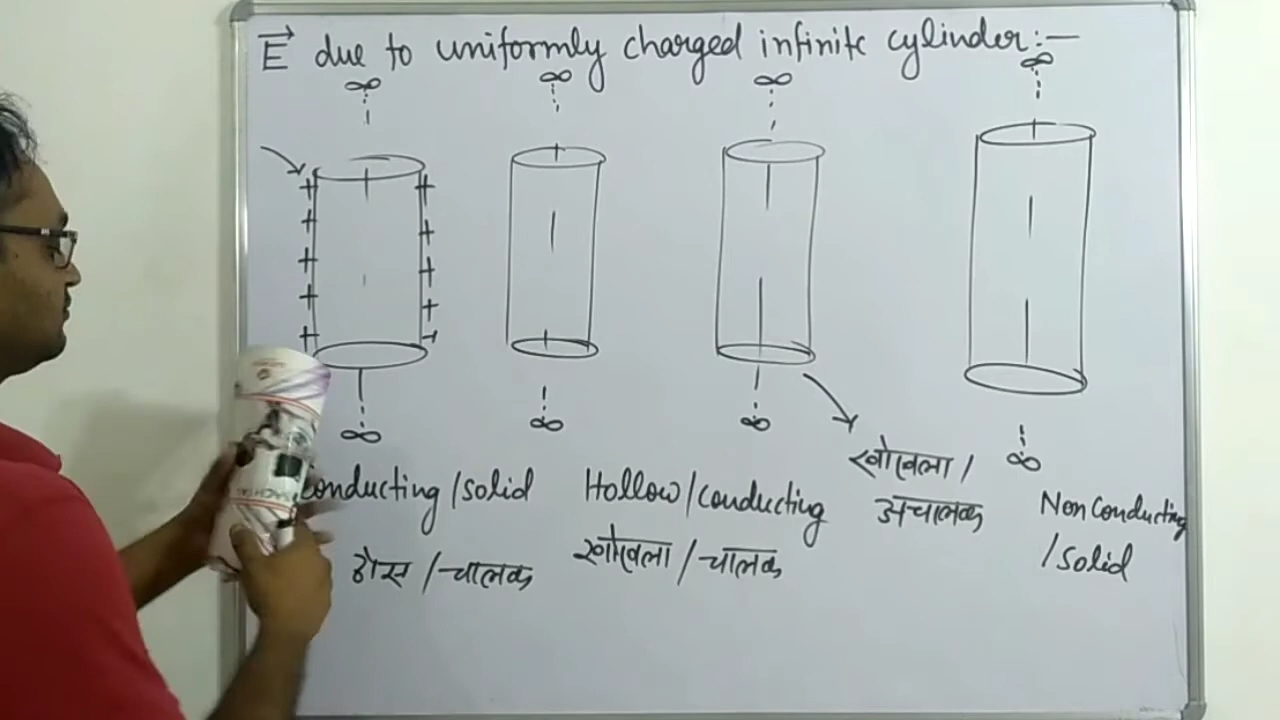 E due to uniformly charged infinite cylinder:—
∞ ∞ ∞ ∞
+ +
+ +
+ +
+ +
+ +
∞ ∞ ∞ ∞
conducting/solid
ठोस/चालक
Hollow/conducting
खोखला/चालक
खोखला/
अचालक
Non Conducting
/solid